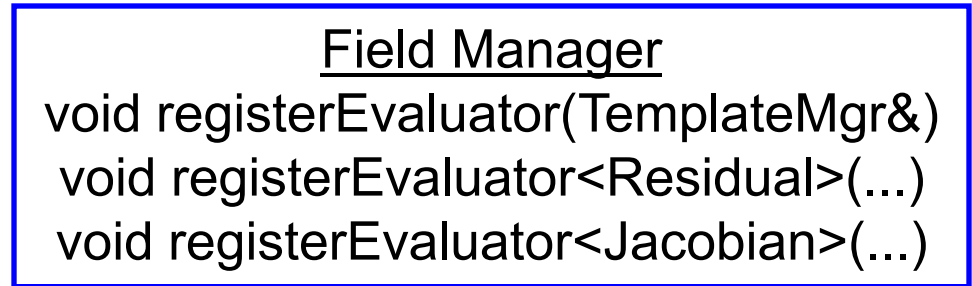 Field Manager
void registerEvaluator(TemplateMgr&)
void registerEvaluator<Residual>(...)
void registerEvaluator<Jacobian>(...)